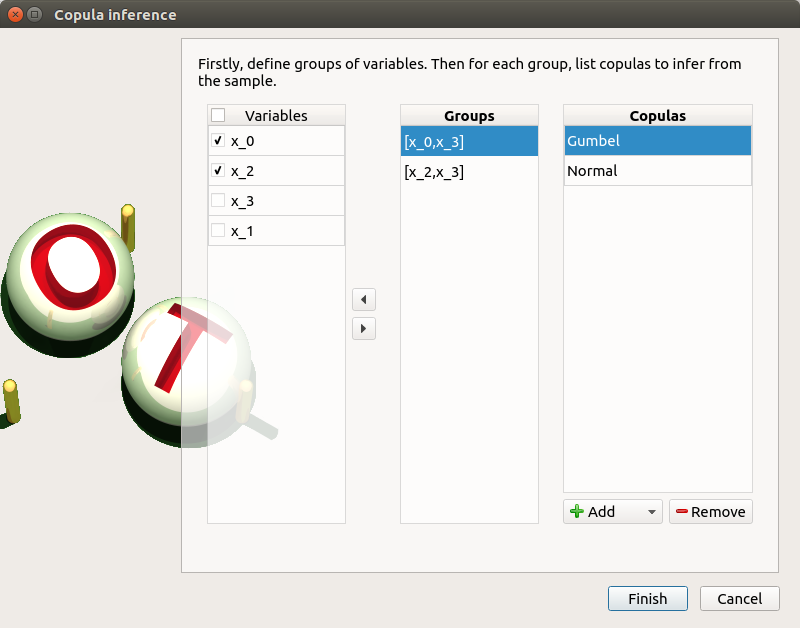 Copula inference
Firstly, define groups of variables. Then for each group, list copulas to infer from
the sample.
Variables
x_0
x_2
x_3
x_1
Groups
[x_0,x_3]
[x_2,x_3]
Copulas
Gumbel
Normal
Add
Remove
O
T
Finish
Cancel